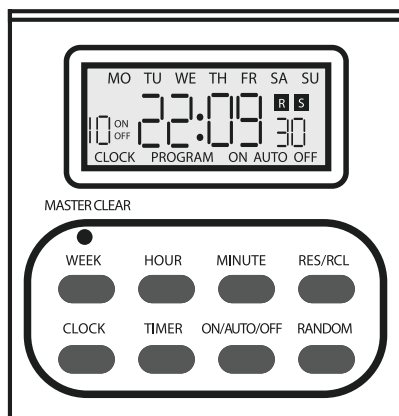 MO TU WE TH FR SA SU
10 ON OFF 22:09 R S 30
CLOCK PROGRAM ON AUTO OFF
MASTER CLEAR
WEEK HOUR MINUTE RES/RCL
CLOCK TIMER ON/AUTO/OFF RANDOM